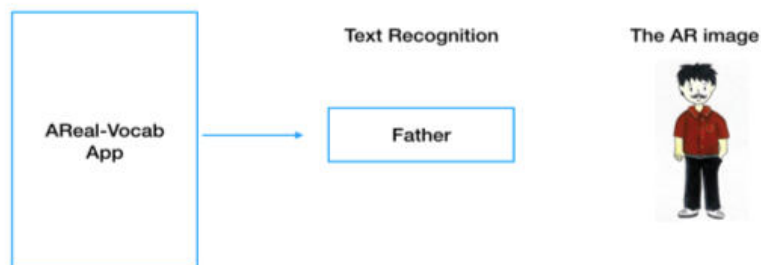 Text Recognition
The AR image
AReal-Vocab
App
Father